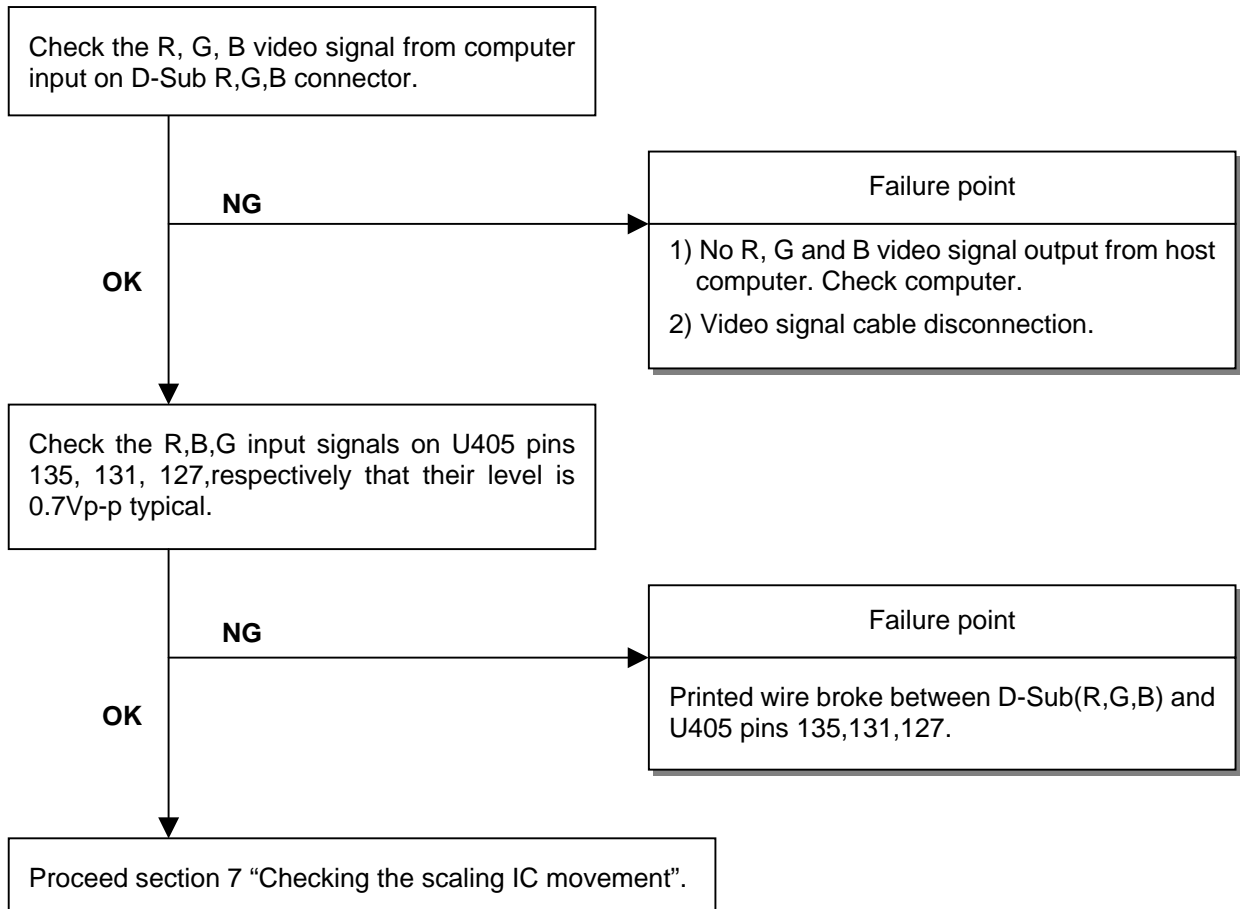 Check the R, G, B video signal from computer
input on D-Sub R,G,B connector.
NG
Failure point
1) No R, G and B video signal output from host
computer. Check computer.
2) Video signal cable disconnection.
OK
Check the R,B,G input signals on U405 pins
135, 131, 127,respectively that their level is
0.7Vp-p typical.
NG
Failure point
Printed wire broke between D-Sub(R,G,B) and
U405 pins 135,131,127.
OK
Proceed section 7 “Checking the scaling IC movement”.